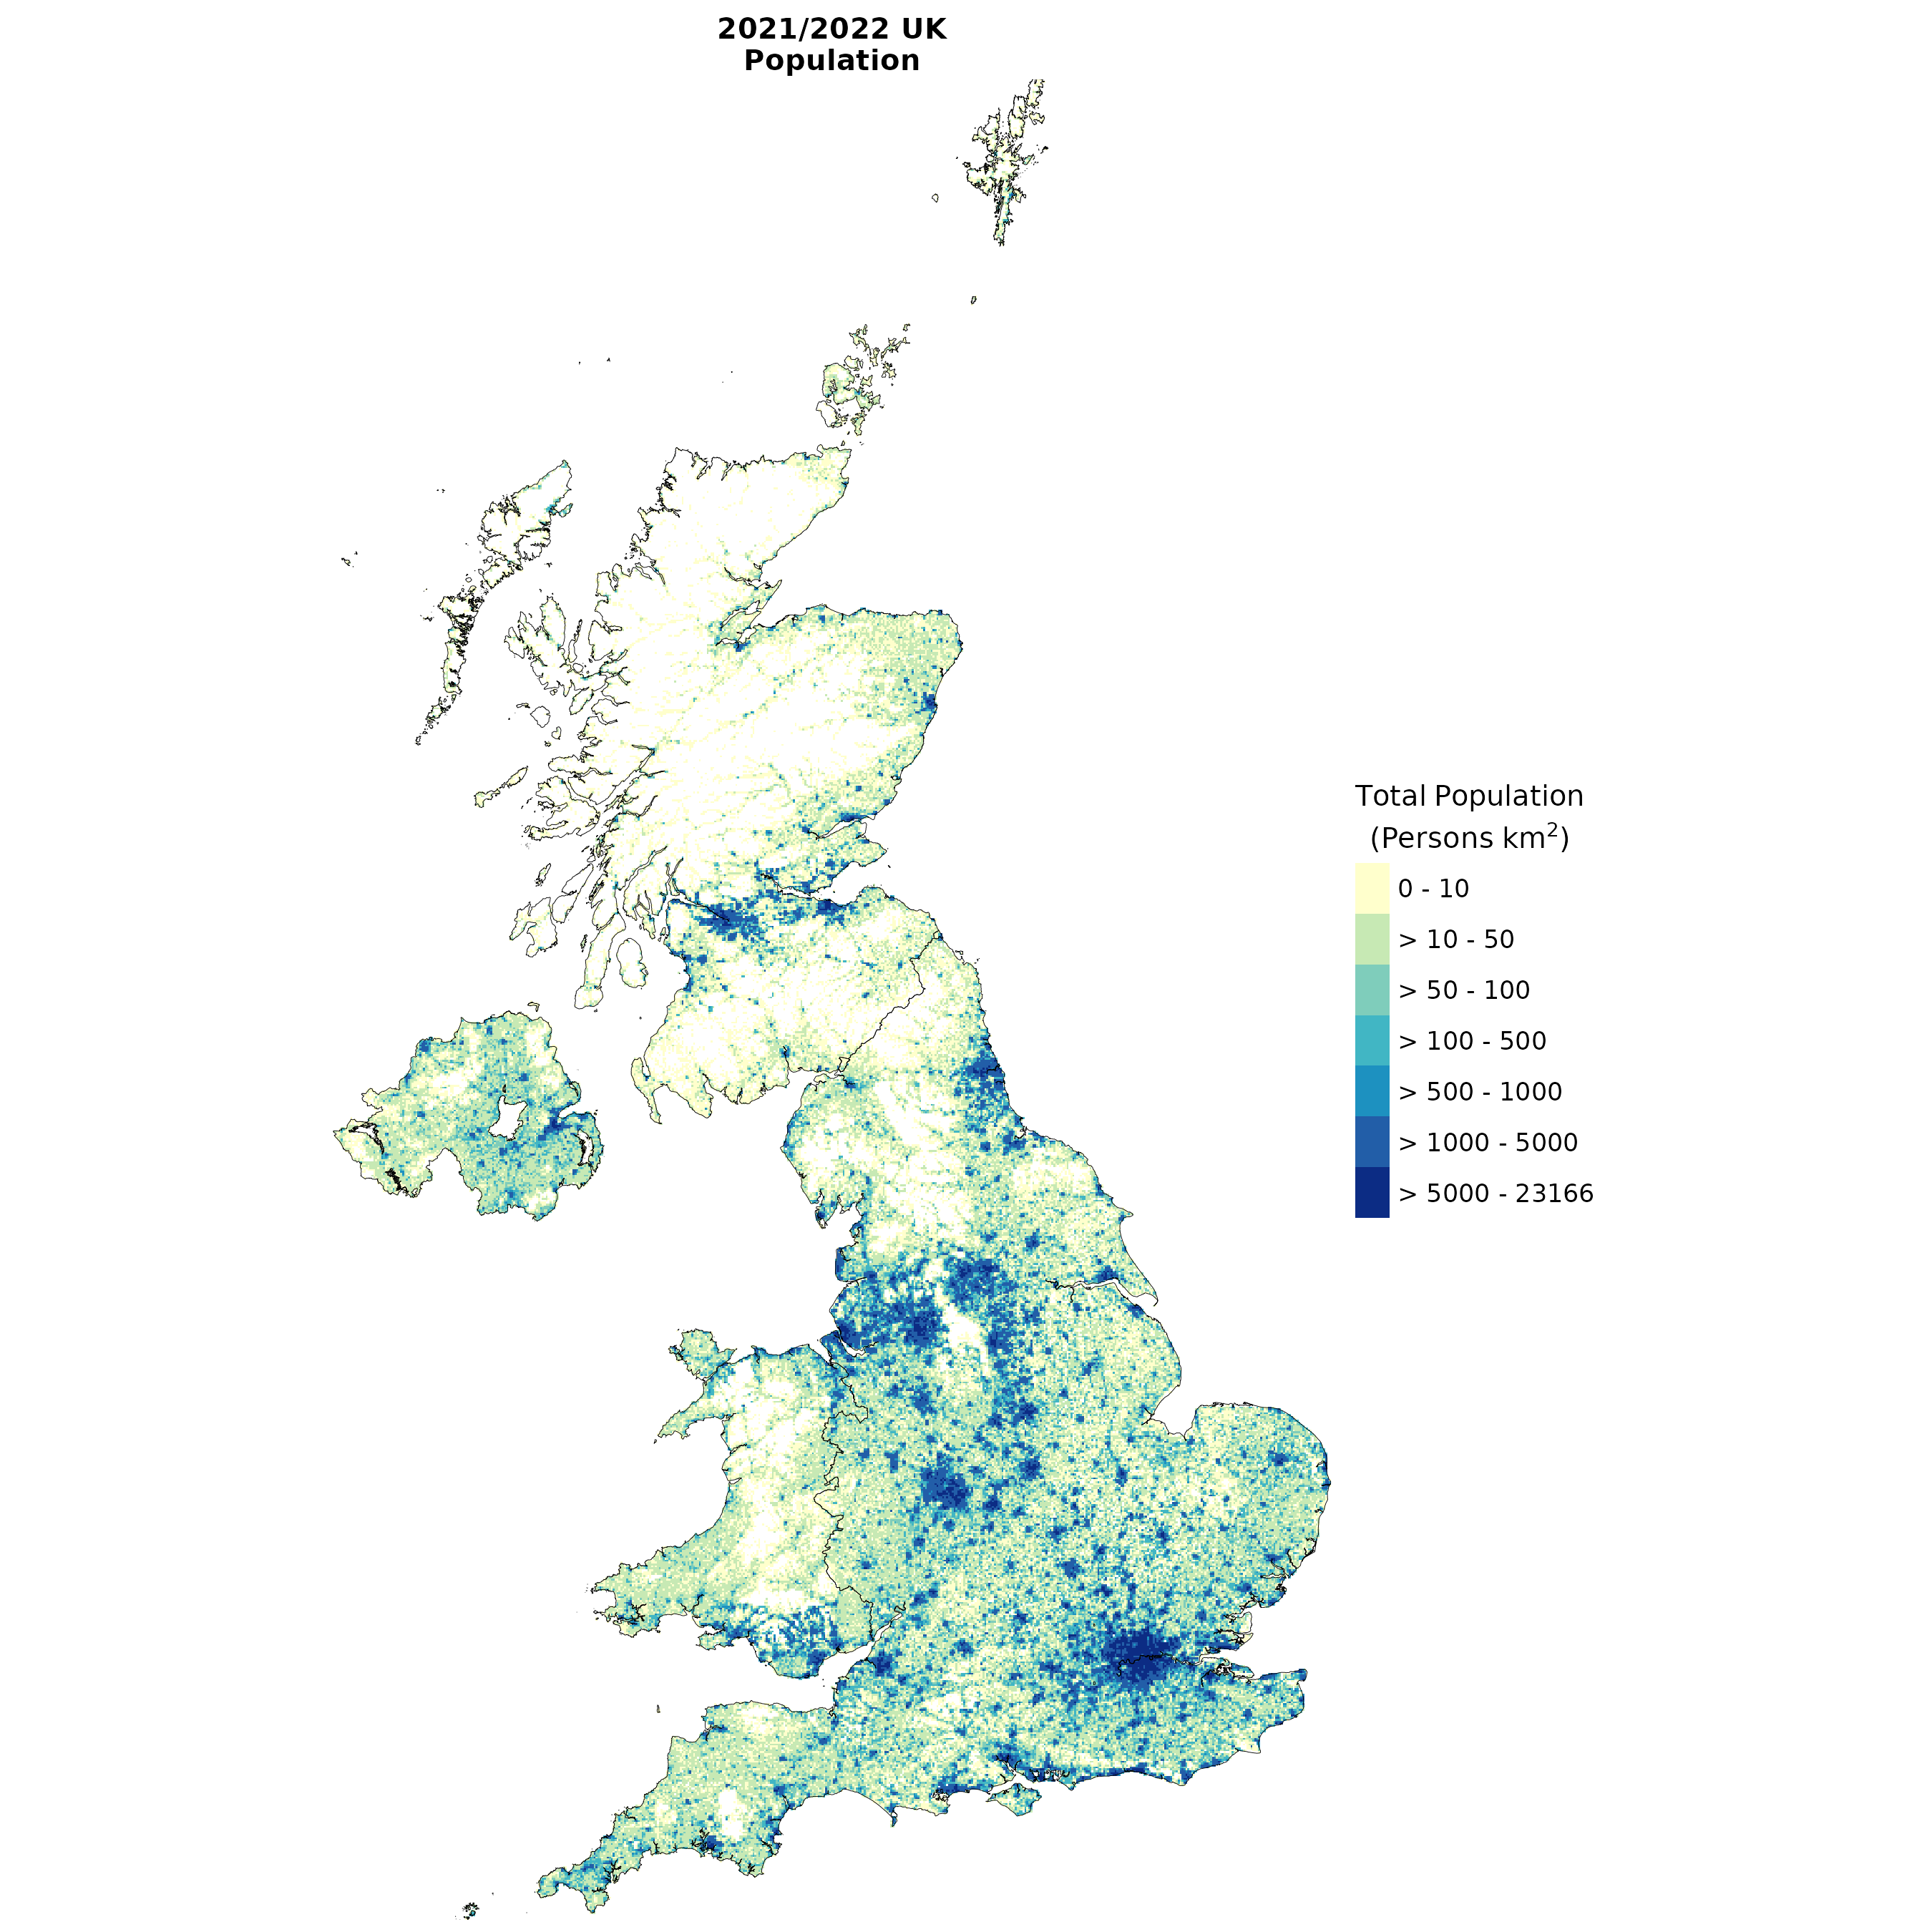 2021/2022 UK
Population
Total Population
(Persons km²)
0 - 10
> 10 - 50
> 50 - 100
> 100 - 500
> 500 - 1000
> 1000 - 5000
> 5000 - 23166